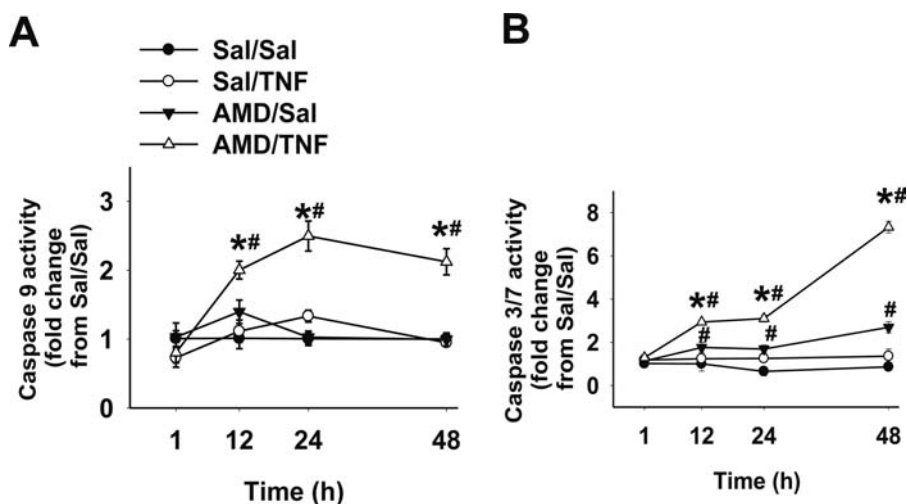 A
Sal/Sal
Sal/TNF
AMD/Sal
AMD/TNF
Caspase 9 activity
(fold change
from Sal/Sal)
3
2
1
0
*#
*#
*#
1 12 24 48
Time (h)
B
Caspase 3/7 activity
(fold change
from Sal/Sal)
8
6
4
2
0
*#
*#
*#
#
#
#
1 12 24 48
Time (h)